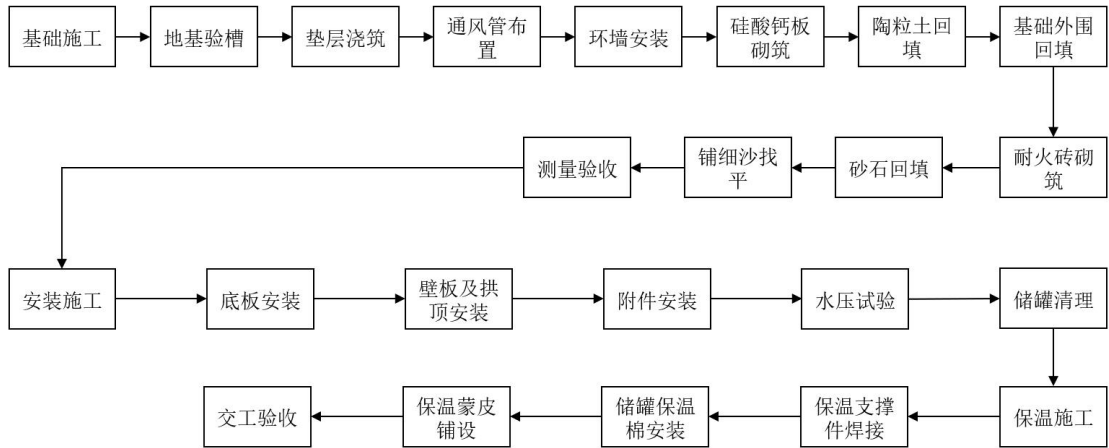 基础施工
地基验槽
垫层浇筑
通风管布
置
环墙安装
硅酸钙板
砌筑
陶粒土回
填
基础外围
回填
耐火砖砌
筑
砂石回填
铺细沙找
平
测量验收
安装施工
底板安装
壁板及拱
顶安装
附件安装
水压试验
储罐清理
保温施工
保温支撑
件焊接
储罐保温
棉安装
保温蒙皮
铺设
交工验收